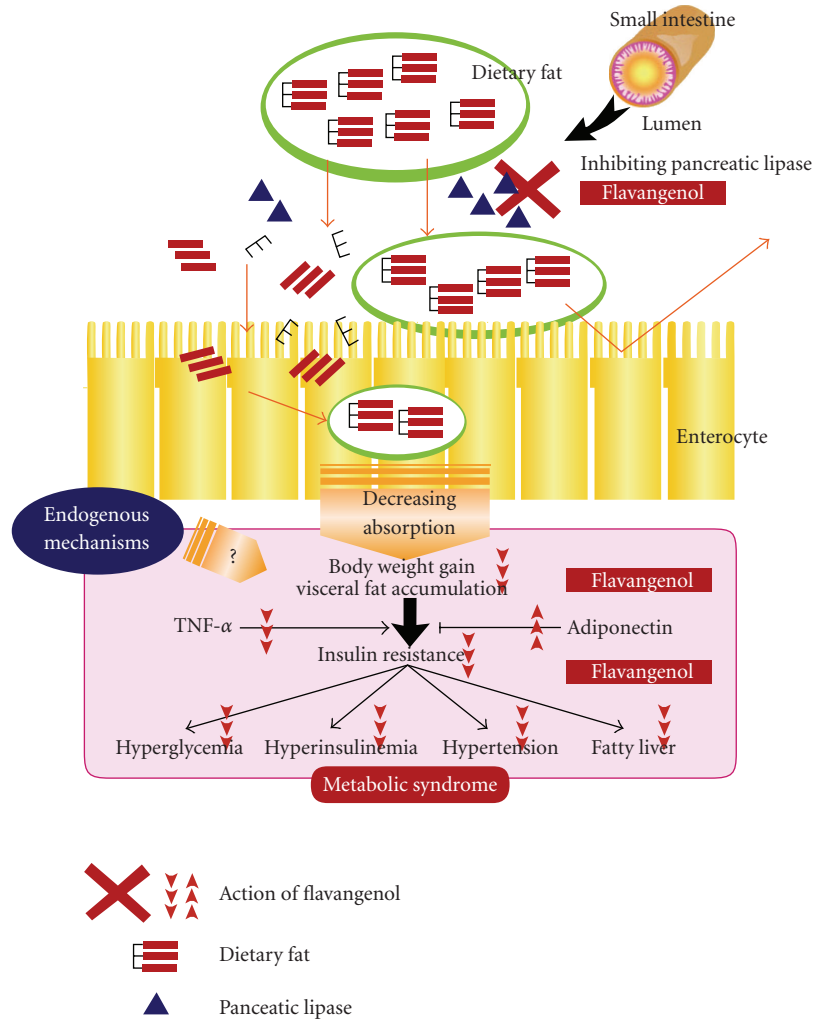 Small intestine
Dietary fat
Lumen
Inhibiting pancreatic lipase
Flavangenol
Enterocyte
Decreasing
absorption
Endogenous
mechanisms
?
Body weight gain
visceral fat accumulation
Flavangenol
TNF-α
Adiponectin
Insulin resistance
Flavangenol
Hyperglycemia
Hyperinsulinemia
Hypertension
Fatty liver
Metabolic syndrome
Action of flavangenol
Dietary fat
Panceatic lipase